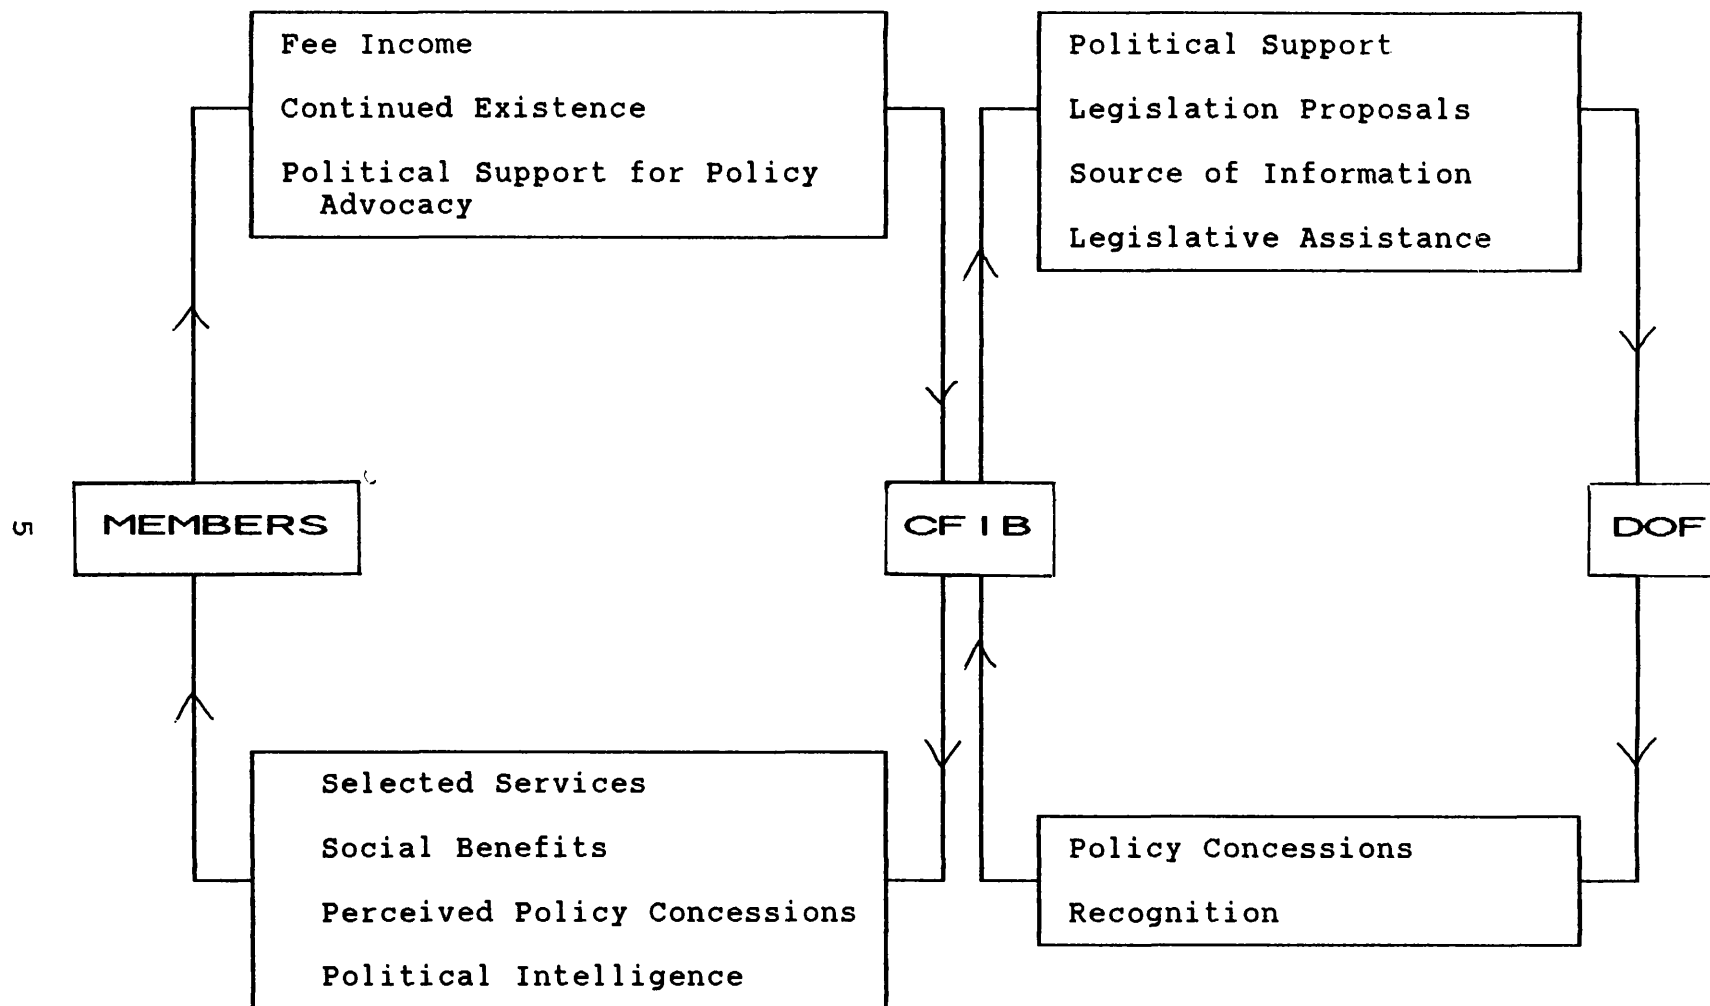 Fee Income
Continued Existence
Political Support for Policy
Advocacy
Political Support
Legislation Proposals
Source of Information
Legislative Assistance
5
MEMBERS
CFIB
DOF
Selected Services
Social Benefits
Perceived Policy Concessions
Political Intelligence
Policy Concessions
Recognition